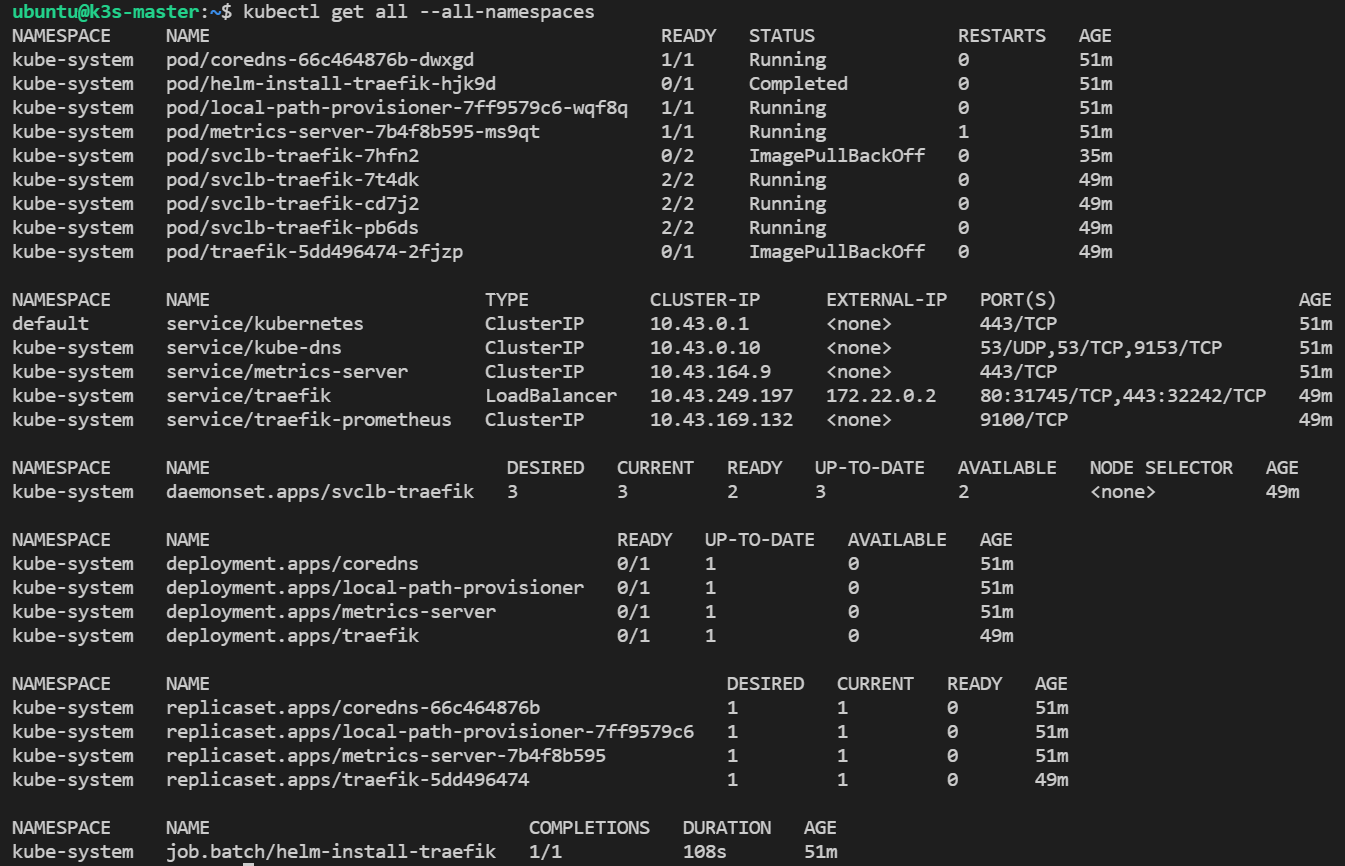 ubuntu@k3s-master:~$ kubectl get all --all-namespaces
NAMESPACE NAME READY STATUS RESTARTS AGE
kube-system pod/coredns-66c464876b-dwxgd 1/1 Running 0 51m
kube-system pod/helm-install-traefik-hjk9d 0/1 Completed 0 51m
kube-system pod/local-path-provisioner-7ff9579c6-wqf8q 1/1 Running 0 51m
kube-system pod/metrics-server-7b4f8b595-ms9qt 1/1 Running 1 51m
kube-system pod/svclb-traefik-7hfn2 0/2 ImagePullBackOff 0 35m
kube-system pod/svclb-traefik-7t4dk 2/2 Running 0 49m
kube-system pod/svclb-traefik-cd7j2 2/2 Running 0 49m
kube-system pod/svclb-traefik-pb6ds 2/2 Running 0 49m
kube-system pod/traefik-5dd496474-2fjzp 0/1 ImagePullBackOff 0 49m
NAMESPACE NAME TYPE CLUSTER-IP EXTERNAL-IP PORT(S) AGE
default service/kubernetes ClusterIP 10.43.0.1 <none> 443/TCP 51m
kube-system service/kube-dns ClusterIP 10.43.0.10 <none> 53/UDP,53/TCP,9153/TCP 51m
kube-system service/metrics-server ClusterIP 10.43.164.9 <none> 443/TCP 51m
kube-system service/traefik LoadBalancer 10.43.249.197 172.22.0.2 80:31745/TCP,443:32242/TCP 49m
kube-system service/traefik-prometheus ClusterIP 10.43.169.132 <none> 9100/TCP 49m
NAMESPACE NAME DESIRED CURRENT READY UP-TO-DATE AVAILABLE NODE SELECTOR AGE
kube-system daemonset.apps/svclb-traefik 3 3 2 3 2 <none> 49m
NAMESPACE NAME READY UP-TO-DATE AVAILABLE AGE
kube-system deployment.apps/coredns 0/1 1 0 51m
kube-system deployment.apps/local-path-provisioner 0/1 1 0 51m
kube-system deployment.apps/metrics-server 0/1 1 0 51m
kube-system deployment.apps/traefik 0/1 1 0 49m
NAMESPACE NAME DESIRED CURRENT READY AGE
kube-system replicaset.apps/coredns-66c464876b 1 1 0 51m
kube-system replicaset.apps/local-path-provisioner-7ff9579c6 1 1 0 51m
kube-system replicaset.apps/metrics-server-7b4f8b595 1 1 0 51m
kube-system replicaset.apps/traefik-5dd496474 1 1 0 49m
NAMESPACE NAME COMPLETIONS DURATION AGE
kube-system job.batch/helm-install-traefik 1/1 108s 51m